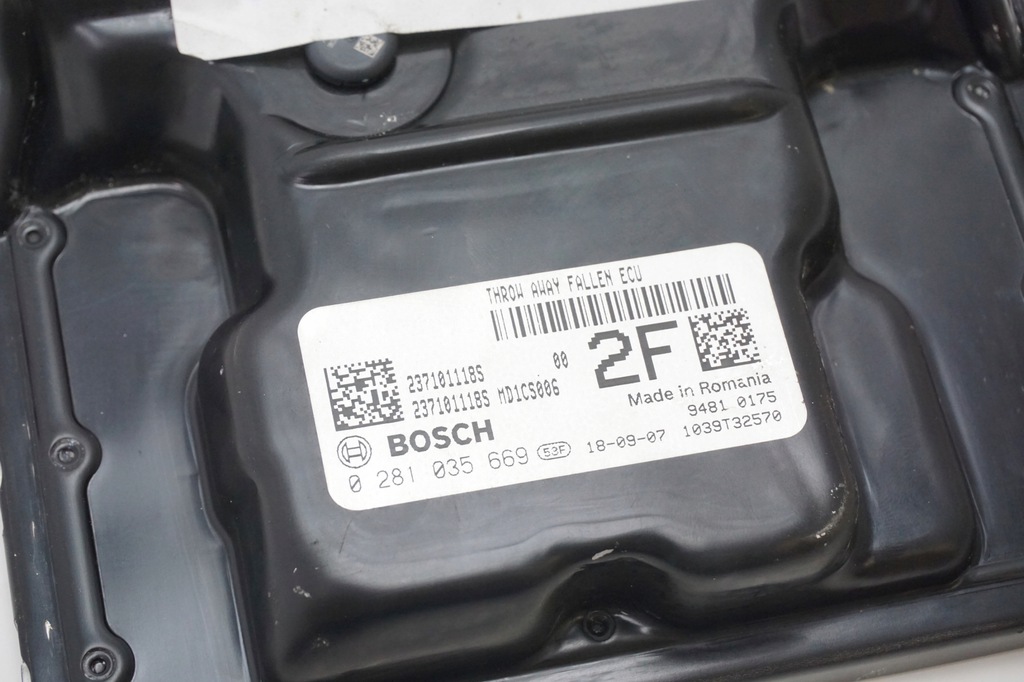 THROW AWAY FALLEN ECU
237101118S 00
237101118S MD1CS006
2F
Made in Romania
BOSCH
9481 0175
0 281 035 669 53F 18-09-07 1039T32570